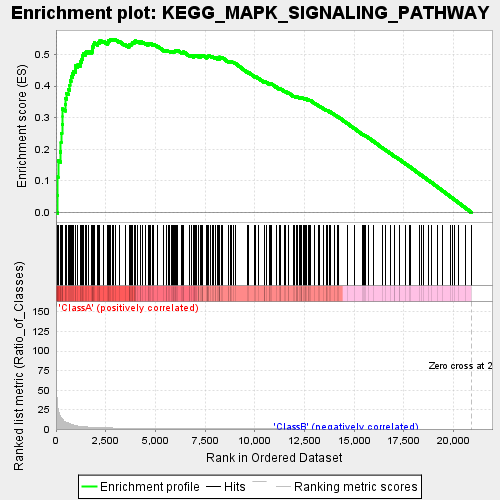 Enrichment plot: KEGG_MAPK_SIGNALING_PATHWAY
Enrichment score (ES)
0.5
0.4
0.3
0.2
0.1
0.0
'ClassA' (positively correlated)
Ranked list metric (Ratio_of_Classes)
150
125
100
75
50
25
0
Zero cross at 2
'ClassB' (negatively correlated)
0 2,500 5,000 7,500 10,000 12,500 15,000 17,500 20,000
Rank in Ordered Dataset
Enrichment profile Hits Ranking metric scores